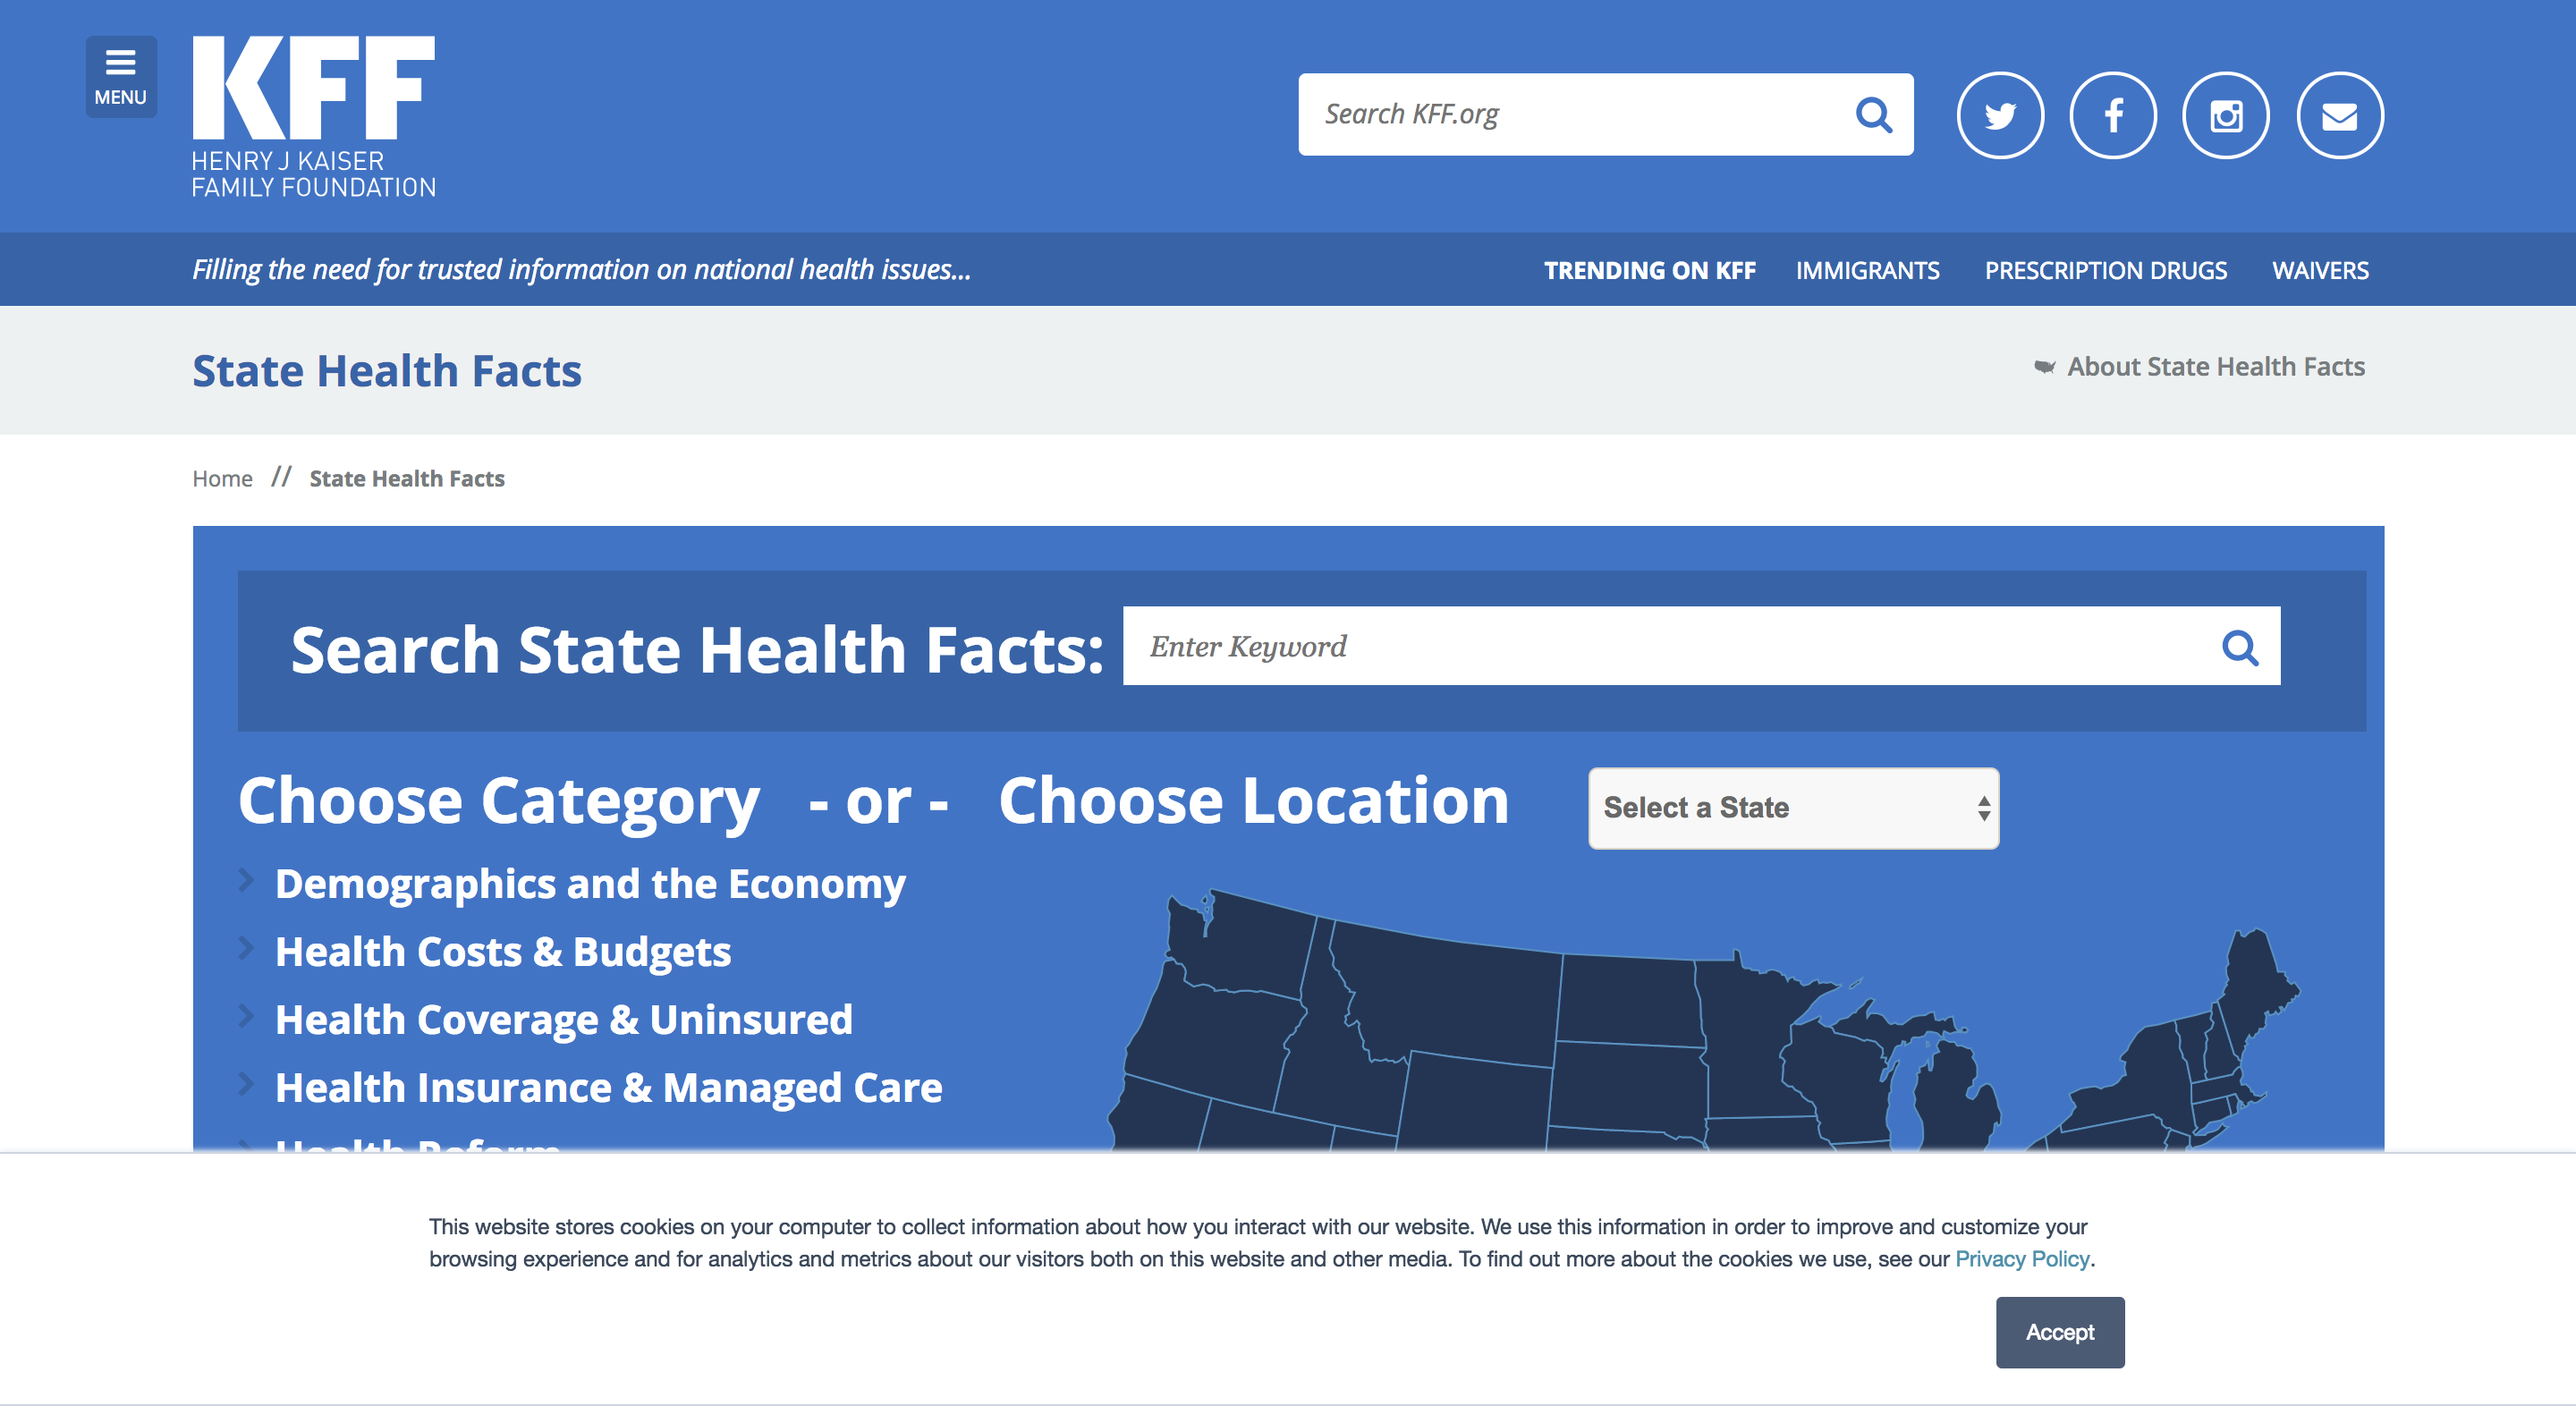 MENU
KFF
HENRY J KAISER
FAMILY FOUNDATION
Search KFF.org
Filling the need for trusted information on national health issues...
TRENDING ON KFF IMMIGRANTS PRESCRIPTION DRUGS WAIVERS
State Health Facts
About State Health Facts
Home // State Health Facts
Search State Health Facts: Enter Keyword
Choose Category - or - Choose Location Select a State
Demographics and the Economy
Health Costs & Budgets
Health Coverage & Uninsured
Health Insurance & Managed Care
Health Reform
This website stores cookies on your computer to collect information about how you interact with our website. We use this information in order to improve and customize your
browsing experience and for analytics and metrics about our visitors both on this website and other media. To find out more about the cookies we use, see our Privacy Policy.
Accept